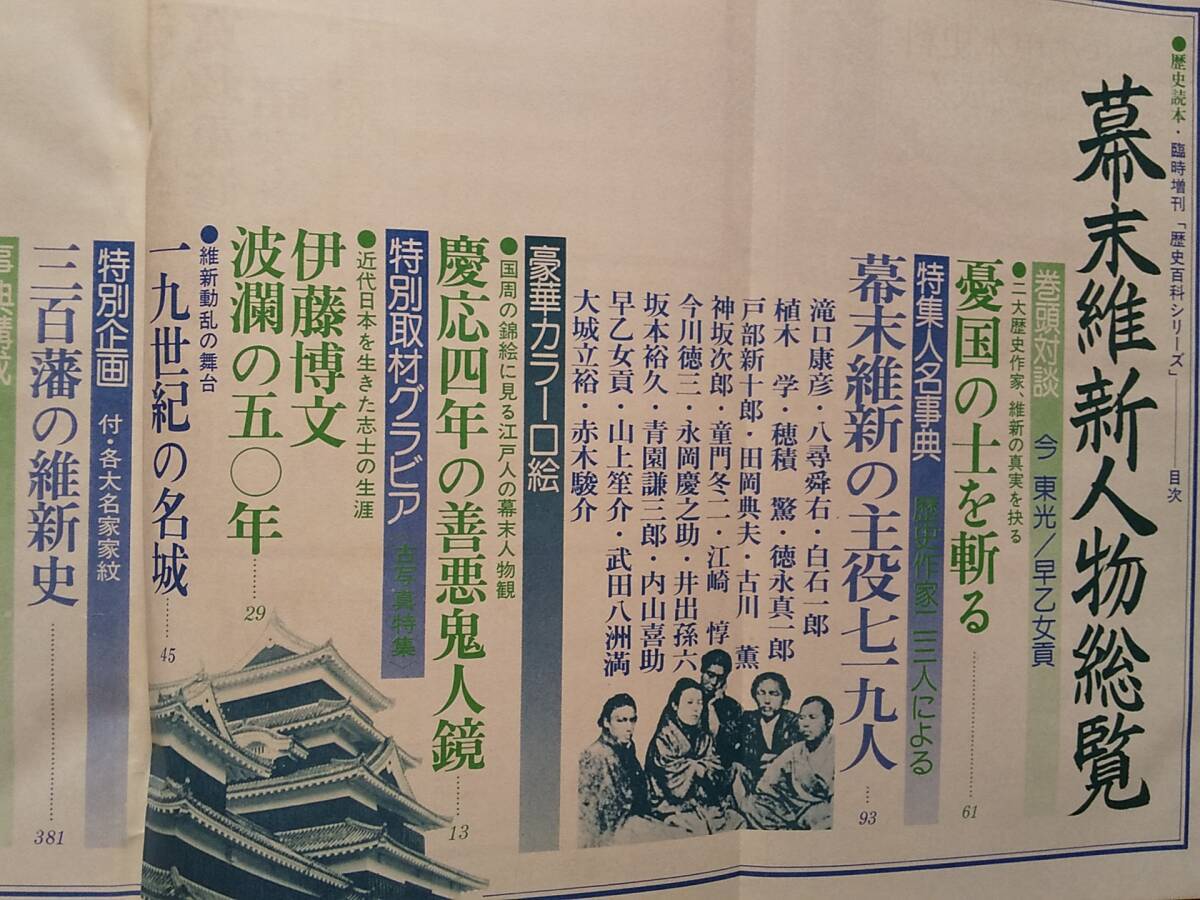 ●歴史読本・臨時増刊「歴史百科シリーズ」――目次
幕末維新人物総覧
巻頭対談 今 東光/早乙女貢
●二大歴史作家、維新の真実を抉る
憂国の士を斬る……61
特集人名事典 歴史作家二三人による
幕末維新の主役七一九人……93
滝口康彦・八尋舜右・白石一郎
植木 学・穂積 驚・徳永真一郎
戸部新十郎・田岡典夫・古川 薫
神坂次郎・童門冬二・江崎 惇
今川徳三・永岡慶之助・井出孫六
坂本裕久・青園謙三郎・内山喜助
早乙女貢・山上笙介・武田八洲満
大城立裕・赤木駿介
豪華カラー口絵
●国周の錦絵に見る江戸人の幕末人物観
慶応四年の善悪鬼人鏡……13
特別取材グラビア 古写真特集〉
●近代日本を生きた志士の生涯
伊藤博文
波瀾の五〇年……29
●維新動乱の舞台
一九世紀の名城……45
特別企画 付・各大名家家紋
三百藩の維新史……381
事典構成